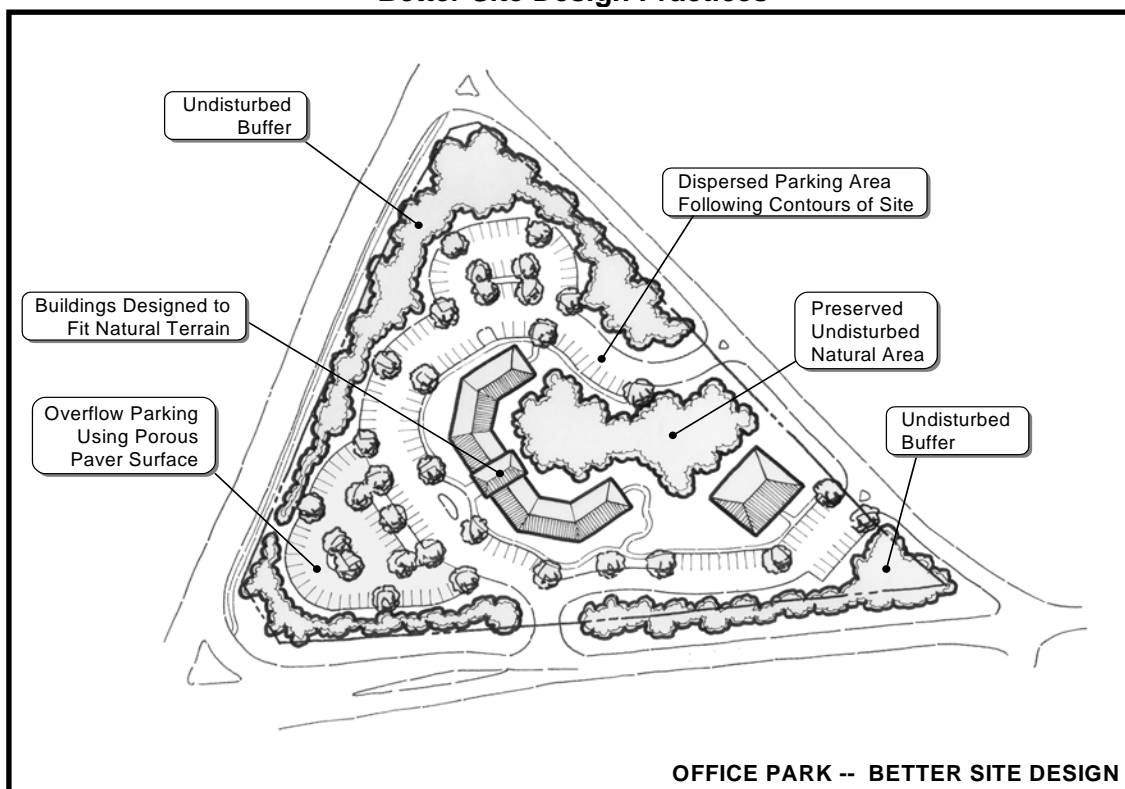 Better Site Design Practices
Undisturbed
Buffer
Dispersed Parking Area
Following Contours of Site
Buildings Designed to
Fit Natural Terrain
Preserved
Undisturbed
Natural Area
Overflow Parking
Using Porous
Paver Surface
Undisturbed
Buffer
OFFICE PARK -- BETTER SITE DESIGN